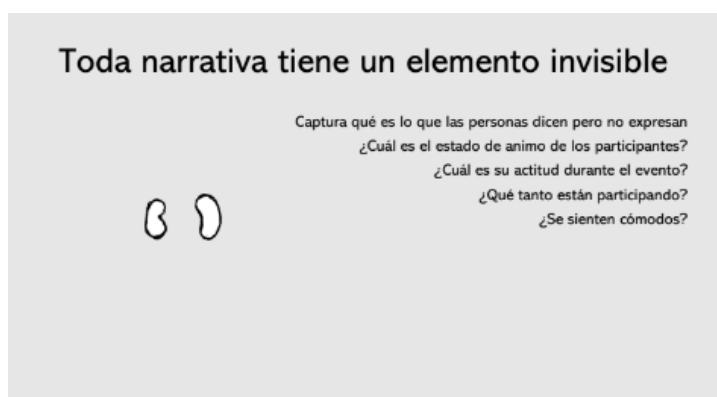 Toda narrativa tiene un elemento invisible
Captura qué es lo que las personas dicen pero no expresan
¿Cuál es el estado de animo de los participantes?
¿Cuál es su actitud durante el evento?
¿Qué tanto están participando?
¿Se sienten cómodos?